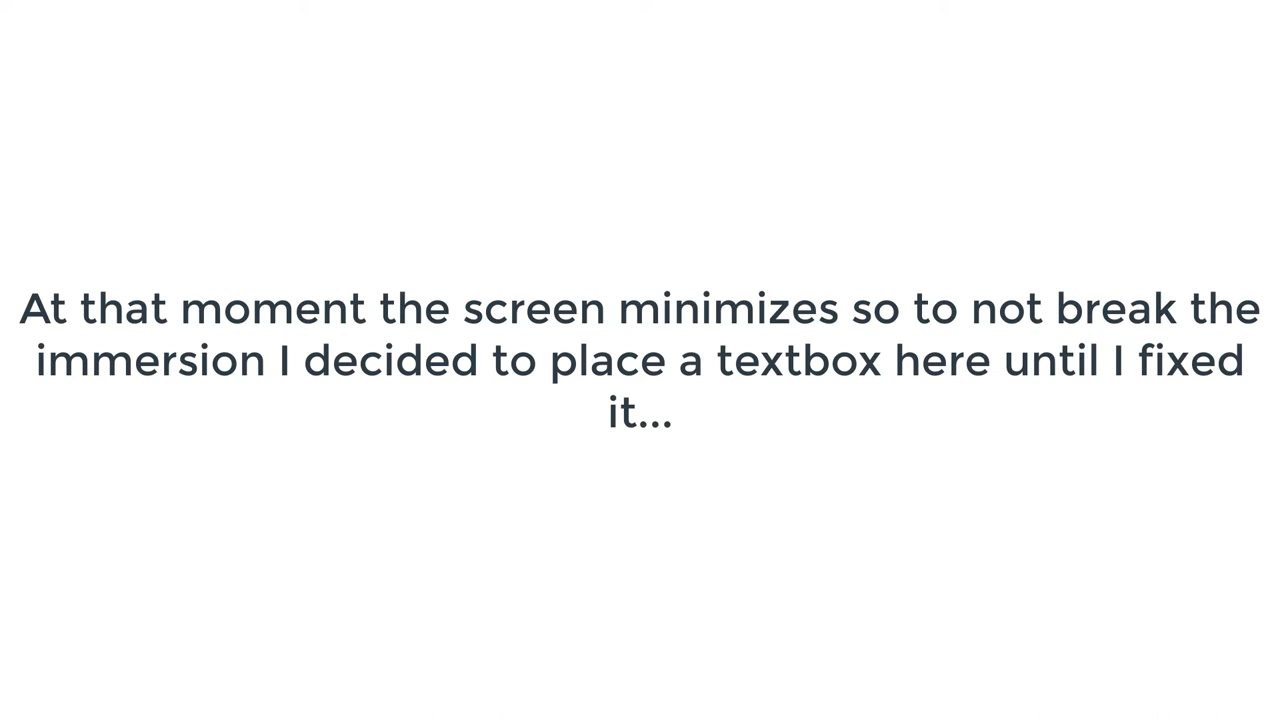 At that moment the screen minimizes so to not break the
immersion I decided to place a textbox here until I fixed
it...